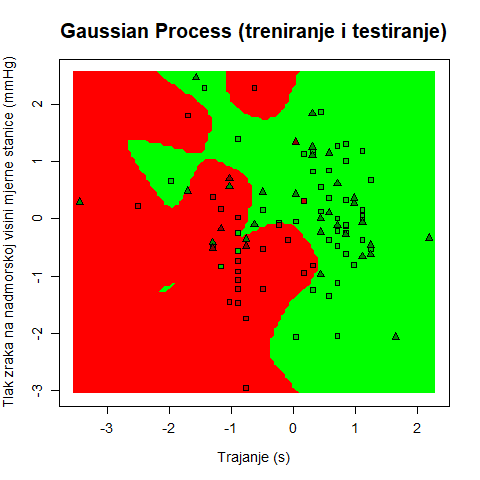 Gaussian Process (treniranje i testiranje)
Tlak zraka na nadmorskoj visini mjerne stanice (mmHg)
2
1
0
-1
-2
-3
-3 -2 -1 0 1 2
Trajanje (s)